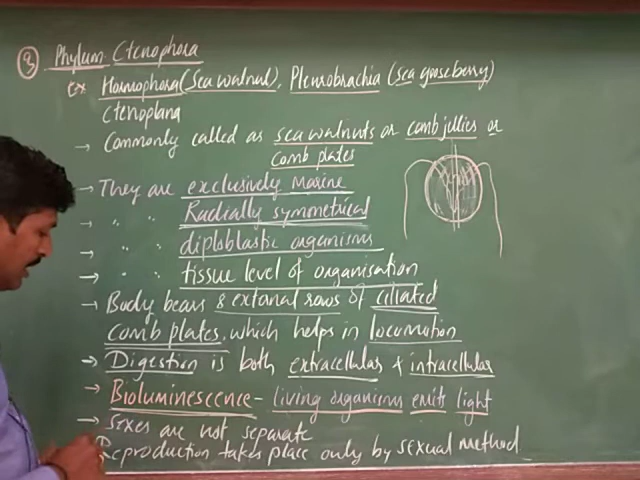 ③ Phylum Ctenophora
Ex Hormophora (Sea walnut), Pleurobrachia (sea gooseberry)
Ctenoplana
→ Commonly called as sea walnuts or comb jellies or
Comb plates
→ They are exclusively Marine
→ " " Radially symmetrical
→ " " diploblastic organisms
→ " " tissue level of organisation
→ Body bears 8 external rows of ciliated
comb plates, which helps in locomotion
→ Digestion is both extracellular & intracellular
→ Bioluminescence - living organisms emits light
→ Sexes are not separate
Reproduction takes place only by sexual method